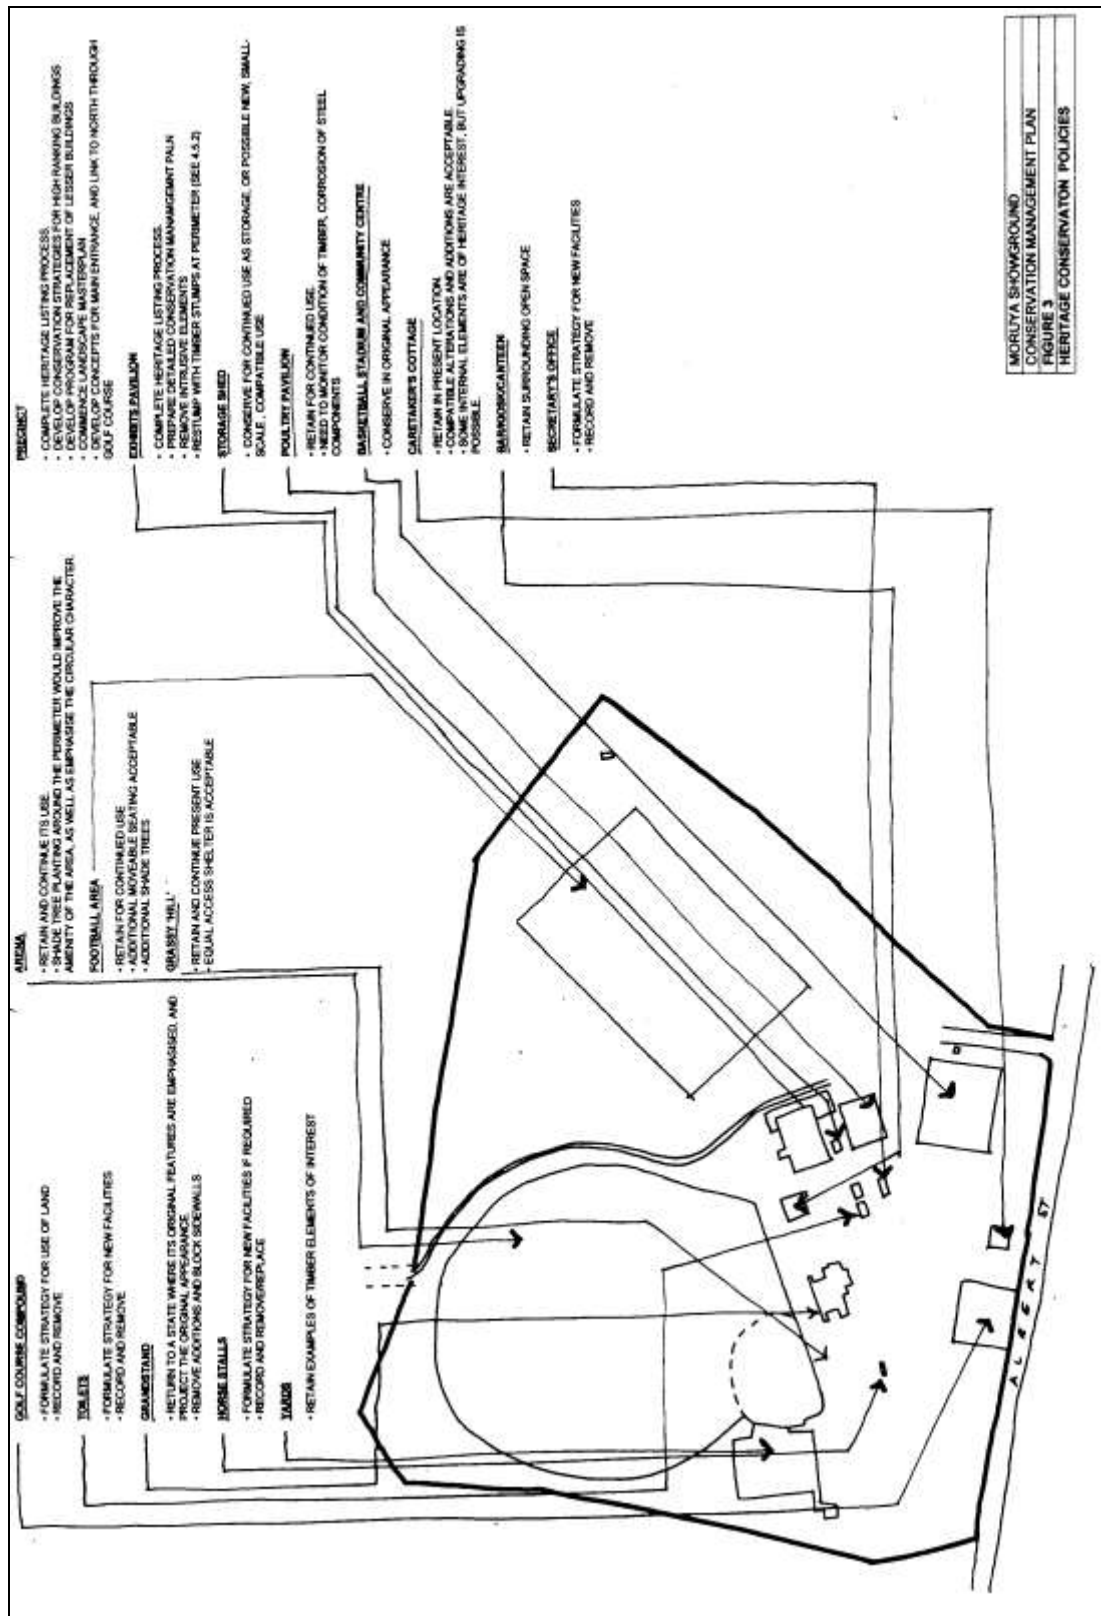 GOLF COURSE COMPOUND
• FORMULATE STRATEGY FOR USE OF LAND
• RECORD AND REMOVE
TOILETS
• FORMULATE STRATEGY FOR NEW FACILITIES
• RECORD AND REMOVE
GRANDSTAND
• RETURN TO A STATE WHERE ITS ORIGINAL FEATURES ARE EMPHASISED, AND
PROJECT THE ORIGINAL APPEARANCE.
• REMOVE ADDITIONS AND BLOCK SIDEWALLS
HORSE STALLS
• FORMULATE STRATEGY FOR NEW FACILITIES IF REQUIRED
• RECORD AND REMOVE/REPLACE
YARDS
• RETAIN EXAMPLES OF TIMBER ELEMENTS OF INTEREST
ARENA
• RETAIN AND CONTINUE ITS USE.
• SHADE TREE PLANTING AROUND THE PERIMETER WOULD IMPROVE THE
AMENITY OF THE AREA, AS WELL AS EMPHASISE THE CIRCULAR CHARACTER.
FOOTBALL AREA
• RETAIN FOR CONTINUED USE
• ADDITIONAL MOVEABLE SEATING ACCEPTABLE
• ADDITIONAL SHADE TREES
GRASSY 'HILL'
• RETAIN AND CONTINUE PRESENT USE
• EQUAL ACCESS SHELTER IS ACCEPTABLE
PRECINCT
• COMPLETE HERITAGE LISTING PROCESS.
• DEVELOP CONSERVATION STRATEGIES FOR HIGH RANKING BUILDINGS
• DEVELOP PROGRAM FOR REPLACEMENT OF LESSER BUILDINGS
• COMMENCE LANDSCAPE MASTERPLAN
• DEVELOP CONCEPTS FOR MAIN ENTRANCE, AND LINK TO NORTH THROUGH
GOLF COURSE
EXHIBITS PAVILION
• COMPLETE HERITAGE LISTING PROCESS.
• PREPARE DETAILED CONSERVATION MANAMGEMNT PALN
• REMOVE INTRUSIVE ELEMENTS
• RESTUMP WITH TIMBER STUMPS AT PERIMETER (SEE 4.5.2)
STORAGE SHED
• CONSERVE FOR CONTINUED USE AS STORAGE, OR POSSIBLE NEW, SMALL-
SCALE, COMPATIBLE USE
POULTRY PAVILION
• RETAIN FOR CONTINUED USE.
• NEED TO MONITOR CONDITION OF TIMBER, CORROSION OF STEEL
COMPONENTS
BASKETBALL STADIUM AND COMMUNITY CENTRE
• CONSERVE IN ORIGINAL APPEARANCE
CARETAKER'S COTTAGE
• RETAIN IN PRESENT LOCATION.
• COMPATIBLE ALTERATIONS AND ADDITIONS ARE ACCEPTABLE.
• SOME INTERNAL ELEMENTS ARE OF HERITAGE INTEREST, BUT UPGRADING IS
POSSIBLE.
BAR/KIOSK/CANTEEN
• RETAIN SURROUNDING OPEN SPACE
SECRETARY'S OFFICE
• FORMULATE STRATEGY FOR NEW FACILITIES
• RECORD AND REMOVE
ALBERT ST
MORUYA SHOWGROUND
CONSERVATION MANAGEMENT PLAN
FIGURE 3
HERITAGE CONSERVATON POLICIES